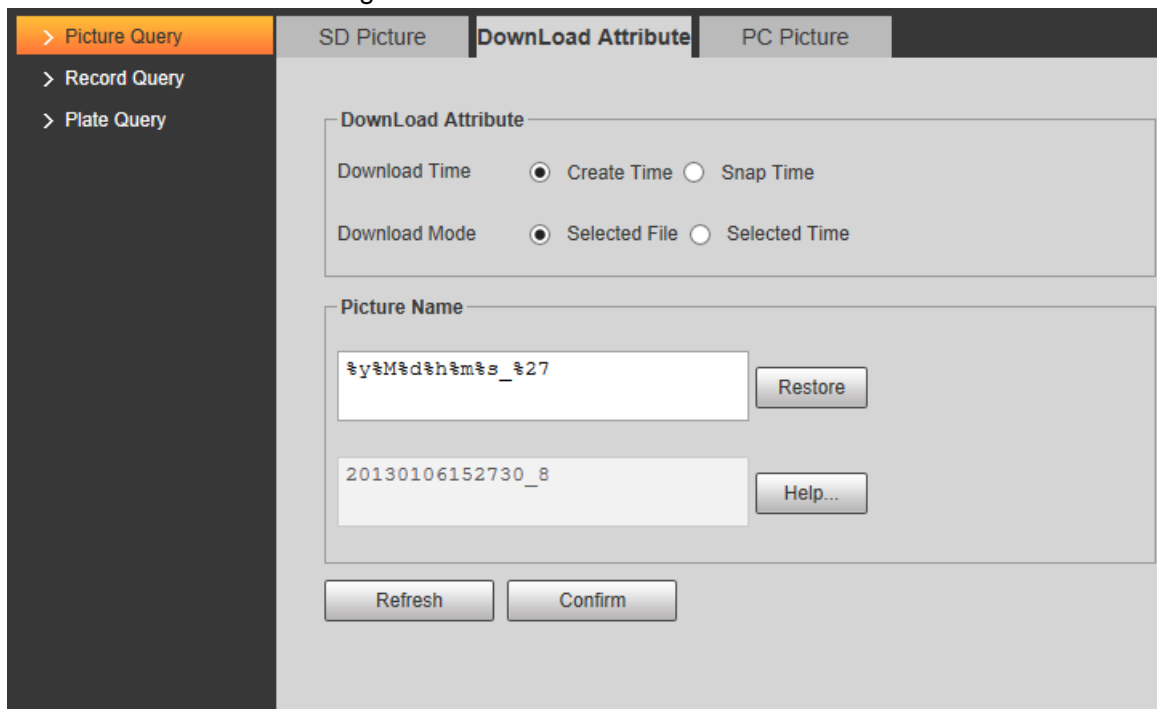 Picture Query
Record Query
Plate Query
SD Picture DownLoad Attribute PC Picture
DownLoad Attribute
Download Time Create Time Snap Time
Download Mode Selected File Selected Time
Picture Name
%y%M%d%h%m%s_%27
Restore
20130106152730_8
Help...
Refresh Confirm